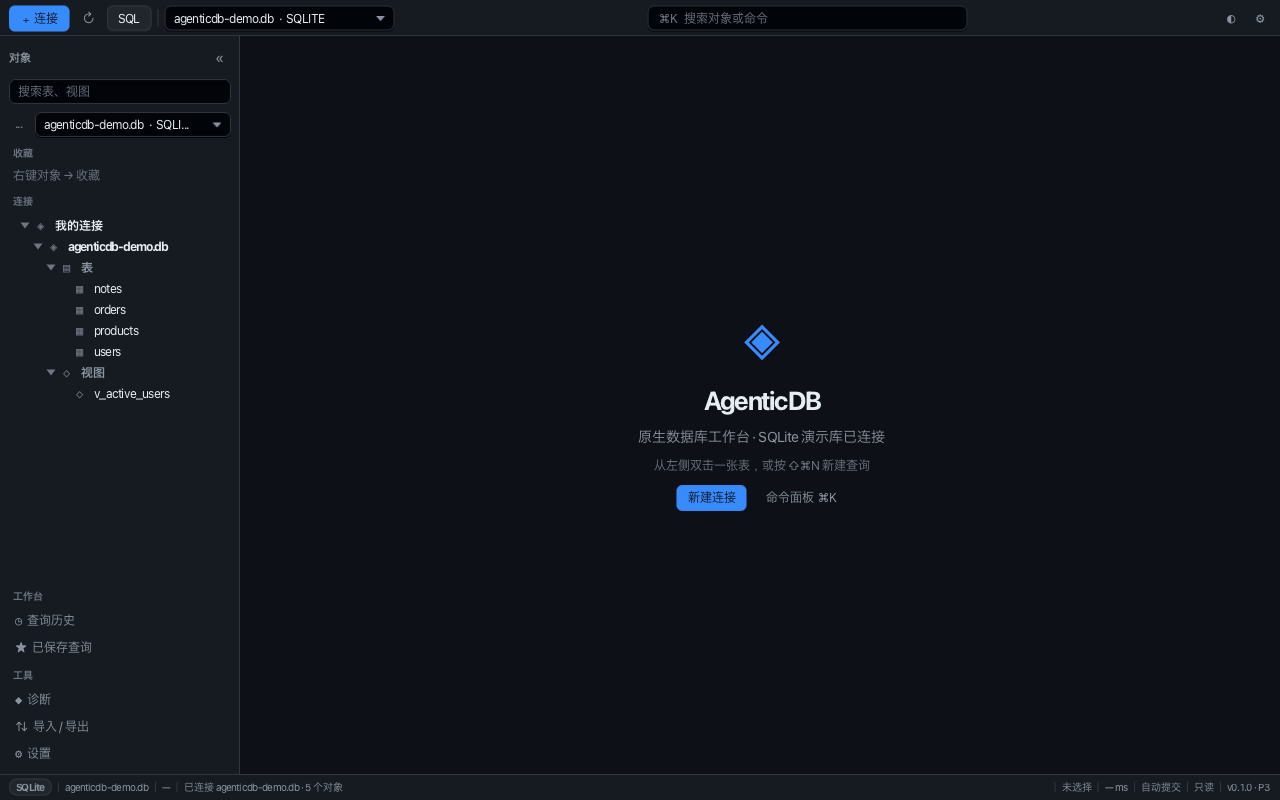 + 连接
SQL
agenticdb-demo.db · SQLITE
⌘K 搜索对象或命令
对象
«
搜索表、视图
...
agenticdb-demo.db · SQLI...
收藏
右键对象 → 收藏
连接
我的连接
agenticdb-demo.db
表
notes
orders
products
users
视图
v_active_users
AgenticDB
原生数据库工作台 · SQLite 演示库已连接
从左侧双击一张表，或按 ⇧⌘N 新建查询
新建连接
命令面板 ⌘K
工作台
查询历史
已保存查询
工具
诊断
导入 / 导出
设置
SQLite
agenticdb-demo.db
—
已连接 agenticdb-demo.db · 5 个对象
未选择
— ms
自动提交
只读
v0.1.0 · P3